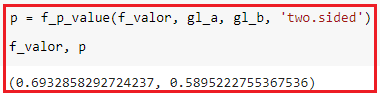 p = f_p_value(f_valor, gl_a, gl_b, 'two.sided')
f_valor, p
(0.6932858292724237, 0.5895222755367536)